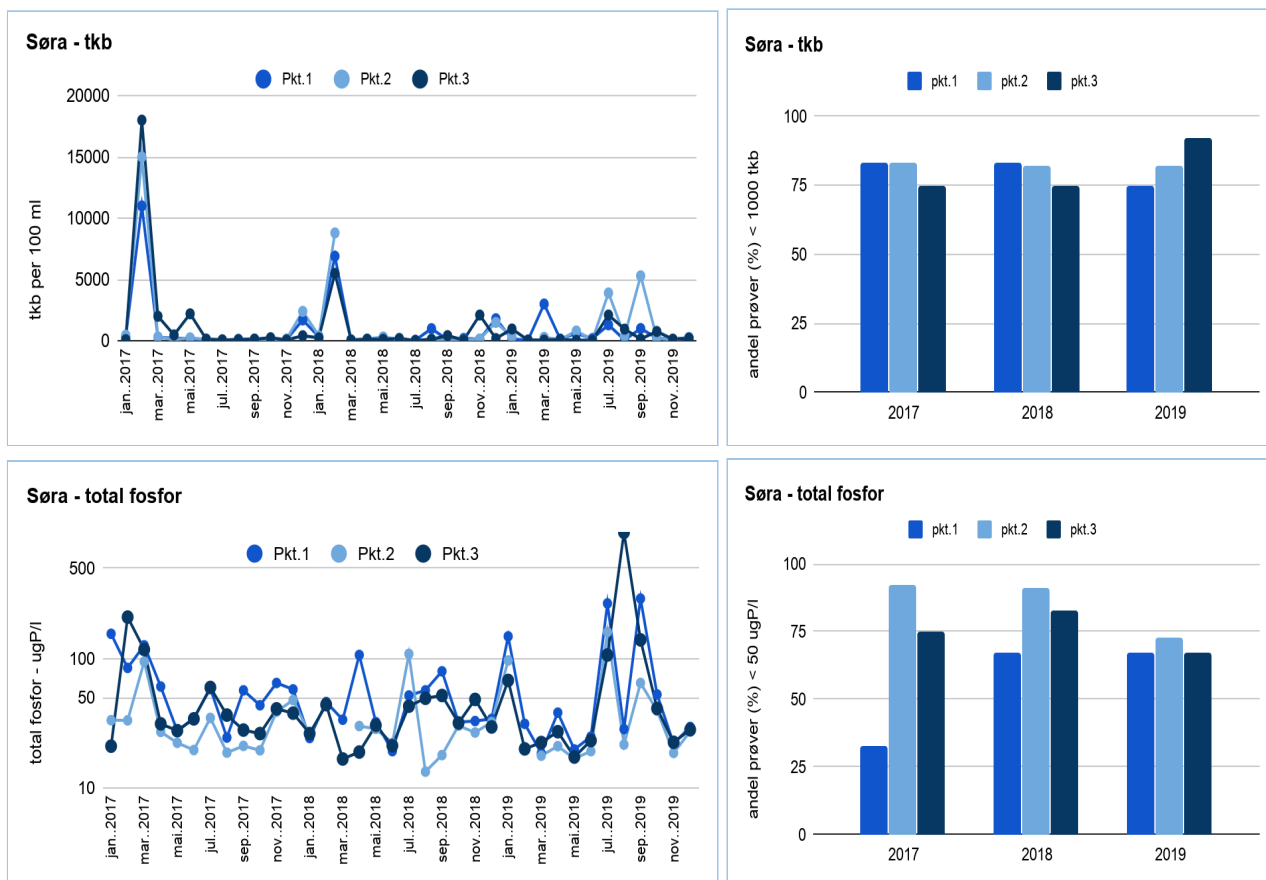 Søra - tkb
Pkt.1 Pkt.2 Pkt.3
tkb per 100 ml
20000
15000
10000
5000
0
jan..2017 mar..2017 mai.2017 jul..2017 sep..2017 nov..2017 jan..2018 mar..2018 mai.2018 jul..2018 sep..2018 nov..2018 jan..2019 mar..2019 mai.2019 jul..2019 sep..2019 nov..2019
Søra - tkb
pkt.1 pkt.2 pkt.3
andel prøver (%) < 1000 tkb
100
75
50
25
0
2017 2018 2019
Søra - total fosfor
Pkt.1 Pkt.2 Pkt.3
total fosfor - ugP/l
500
100
50
10
jan..2017 mar..2017 mai.2017 jul..2017 sep..2017 nov..2017 jan..2018 mar..2018 mai.2018 jul..2018 sep..2018 nov..2018 jan..2019 mar..2019 mai.2019 jul..2019 sep..2019 nov..2019
Søra - total fosfor
pkt.1 pkt.2 pkt.3
andel prøver (%) < 50 ugP/l
100
75
50
25
0
2017 2018 2019